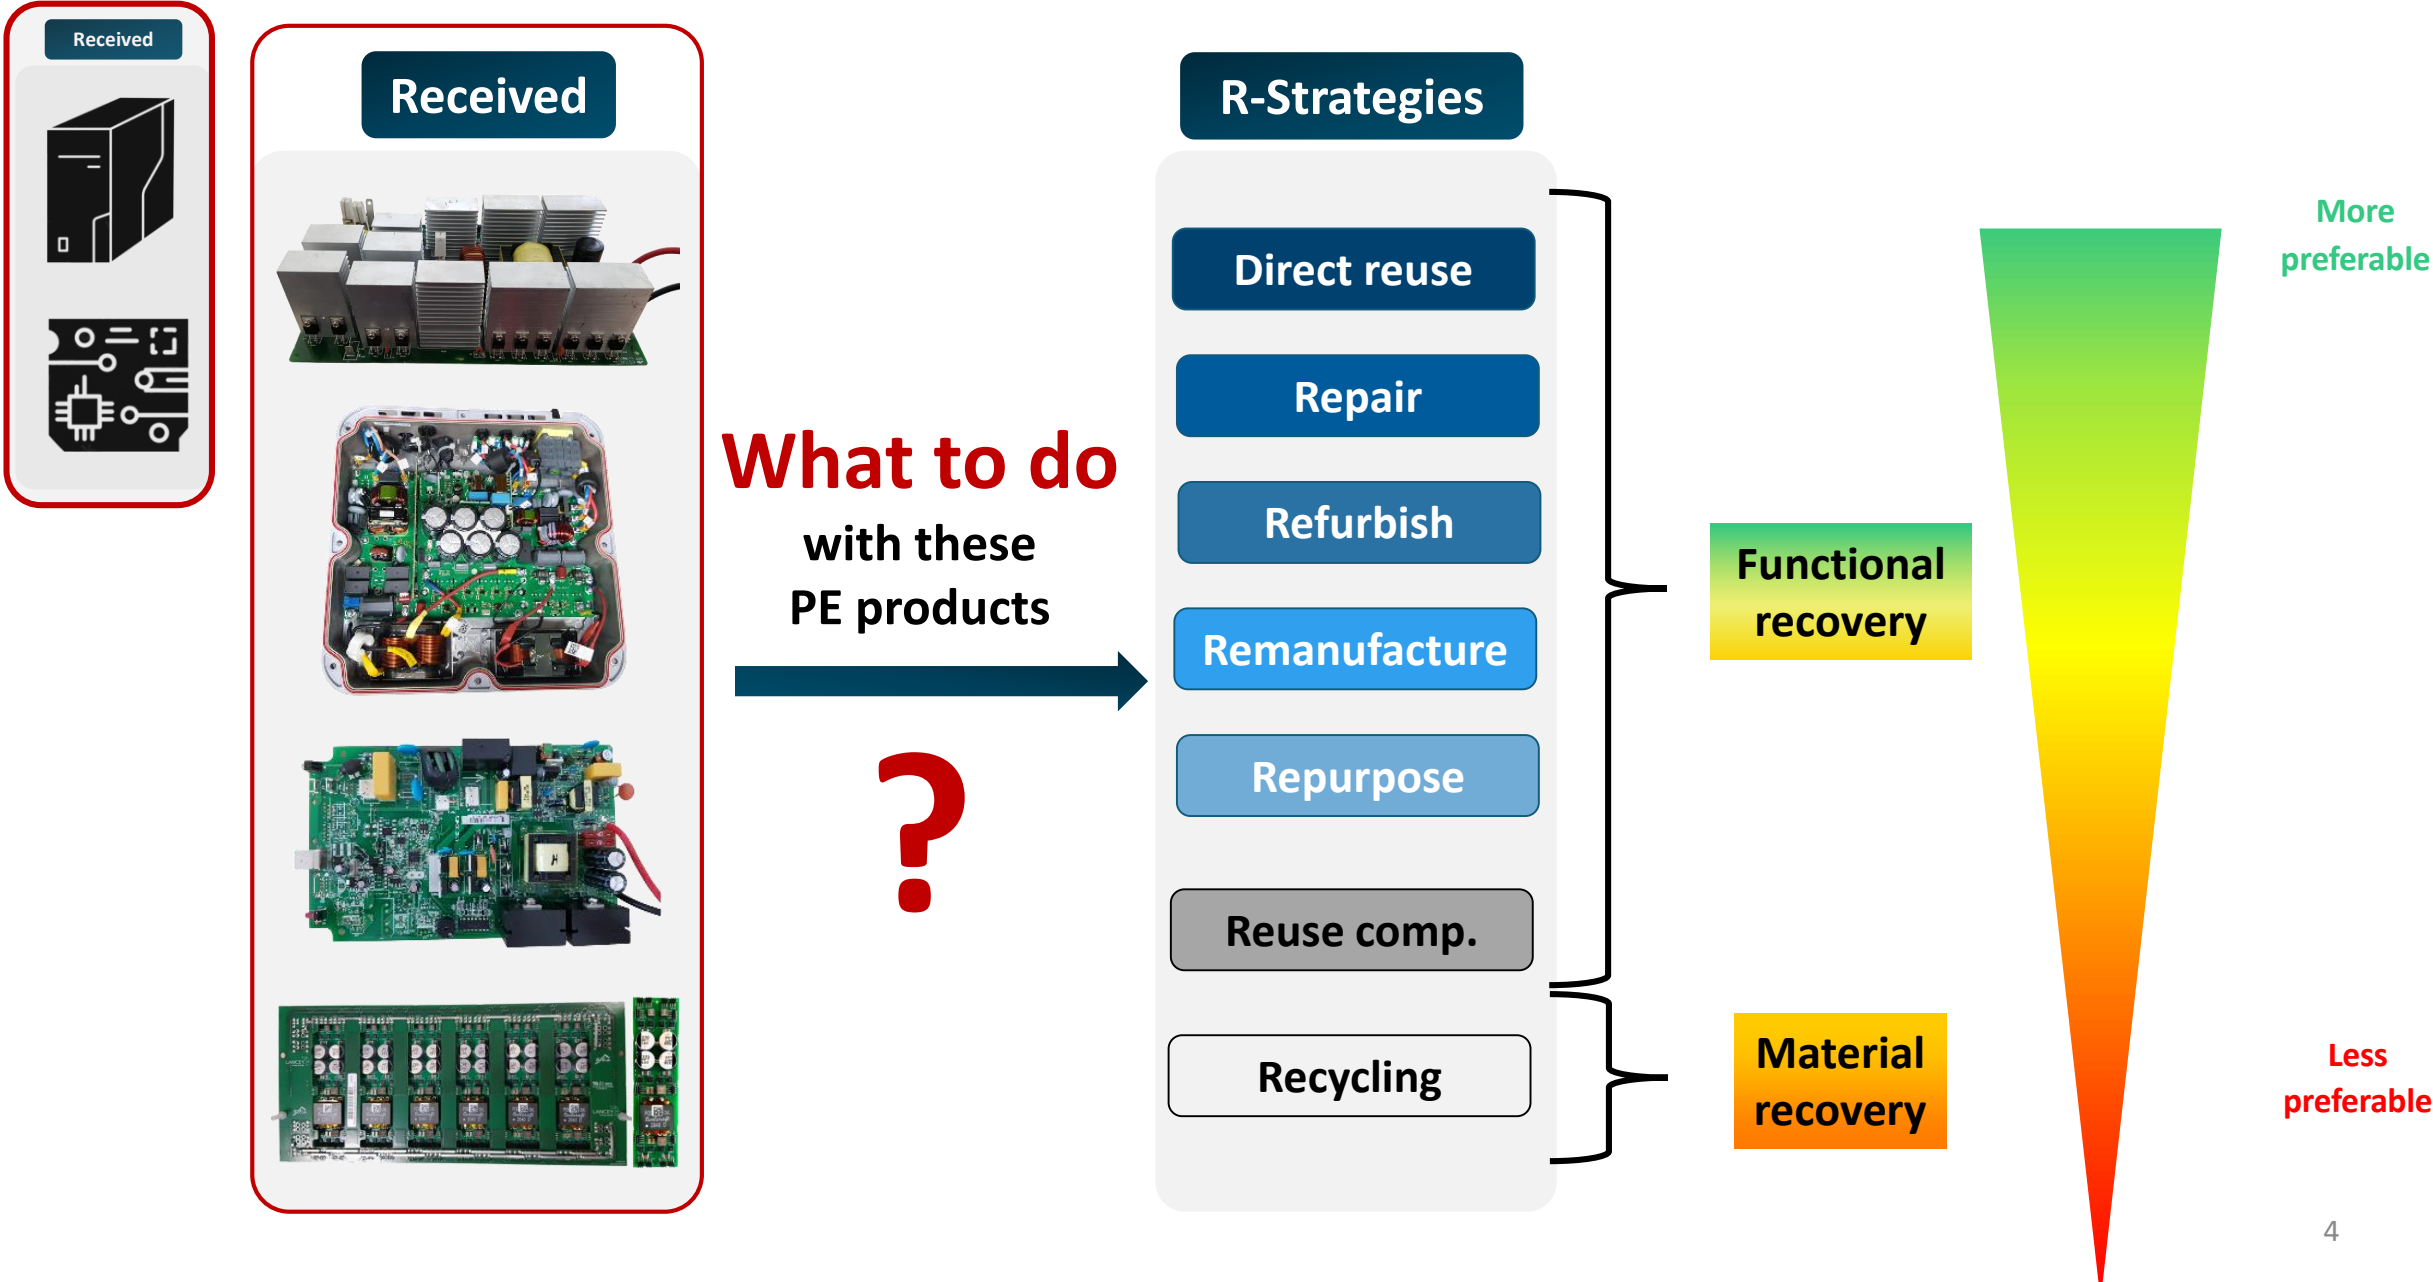 Received
Received
What to do
with these
PE products
?
R-Strategies
Direct reuse
Repair
Refurbish
Remanufacture
Repurpose
Reuse comp.
Recycling
Functional
recovery
Material
recovery
More
preferable
Less
preferable
4